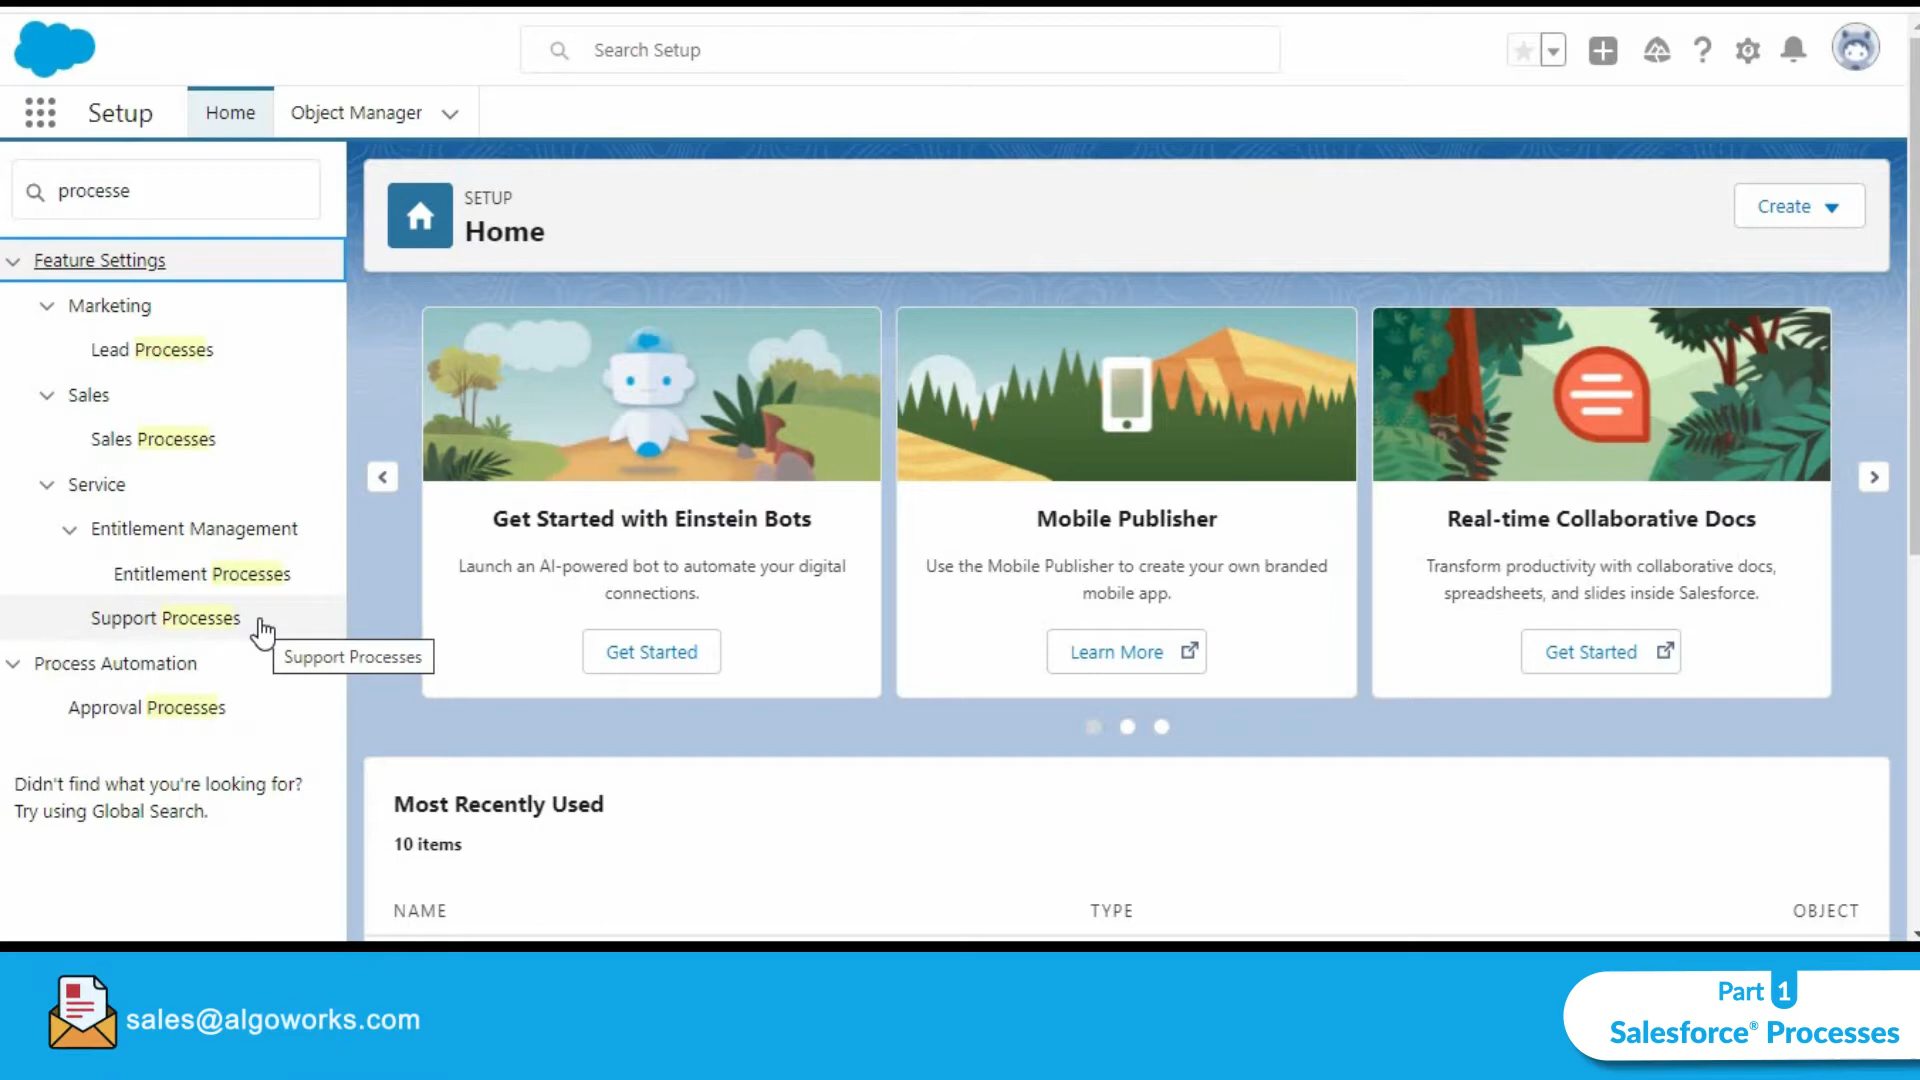 Search Setup
Setup
Home
Object Manager
processe
Feature Settings
Marketing
Lead Processes
Sales
Sales Processes
Service
Entitlement Management
Entitlement Processes
Support Processes
Support Processes
Process Automation
Approval Processes
Didn't find what you're looking for?
Try using Global Search.
SETUP
Home
Create
Get Started with Einstein Bots
Launch an AI-powered bot to automate your digital
connections.
Get Started
Mobile Publisher
Use the Mobile Publisher to create your own branded
mobile app.
Learn More
Real-time Collaborative Docs
Transform productivity with collaborative docs,
spreadsheets, and slides inside Salesforce.
Get Started
Most Recently Used
10 items
NAME
TYPE
OBJECT
sales@algoworks.com
Part 1
Salesforce® Processes